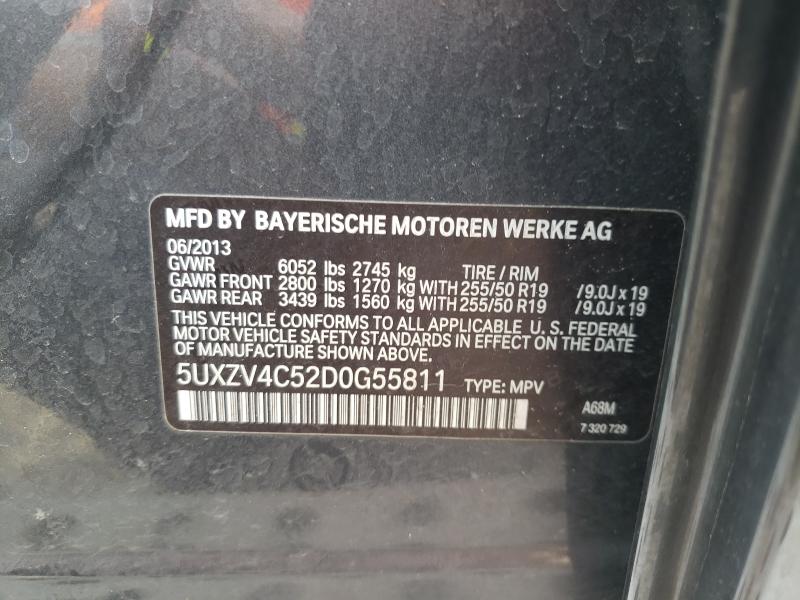 MFD BY BAYERISCHE MOTOREN WERKE AG
06/2013
GVWR 6052 lbs 2745 kg TIRE / RIM
GAWR FRONT 2800 lbs 1270 kg WITH 255/50 R19 /9.0J x 19
GAWR REAR 3439 lbs 1560 kg WITH 255/50 R19 /9.0J x 19
THIS VEHICLE CONFORMS TO ALL APPLICABLE U. S. FEDERAL
MOTOR VEHICLE SAFETY STANDARDS IN EFFECT ON THE DATE
OF MANUFACTURE SHOWN ABOVE.
5UXZV4C52D0G55811 TYPE: MPV
A68M
7 320 729